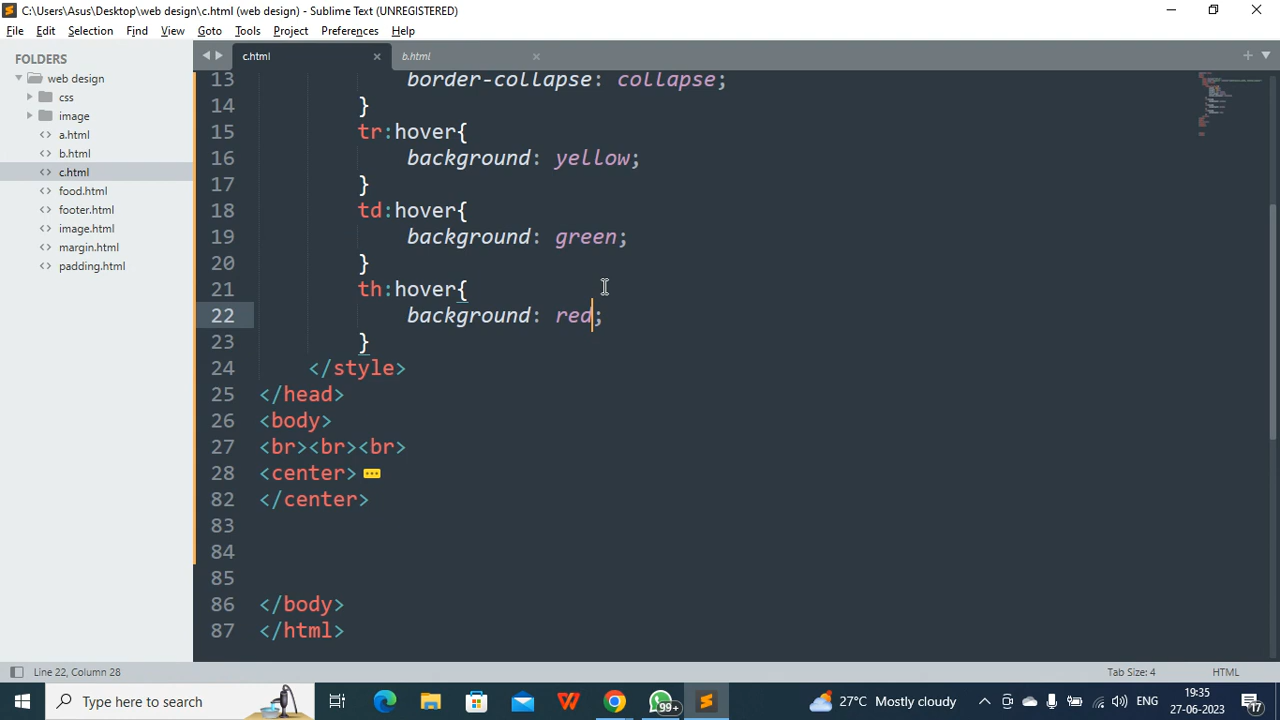 C:\Users\Asus\Desktop\web design\c.html (web design) - Sublime Text (UNREGISTERED)
File Edit Selection Find View Goto Tools Project Preferences Help
FOLDERS
web design
css
image
a.html
b.html
c.html
food.html
footer.html
image.html
margin.html
padding.html
c.html b.html
13 border-collapse: collapse;
14 }
15 tr:hover{
16 background: yellow;
17 }
18 td:hover{
19 background: green;
20 }
21 th:hover{
22 background: red;
23 }
24 </style>
25 </head>
26 <body>
27 <br><br><br>
28 <center>
82 </center>
83
84
85
86 </body>
87 </html>
Line 22, Column 28 Tab Size: 4 HTML
Type here to search
99+
27°C Mostly cloudy ENG
19:35
27-06-2023
17